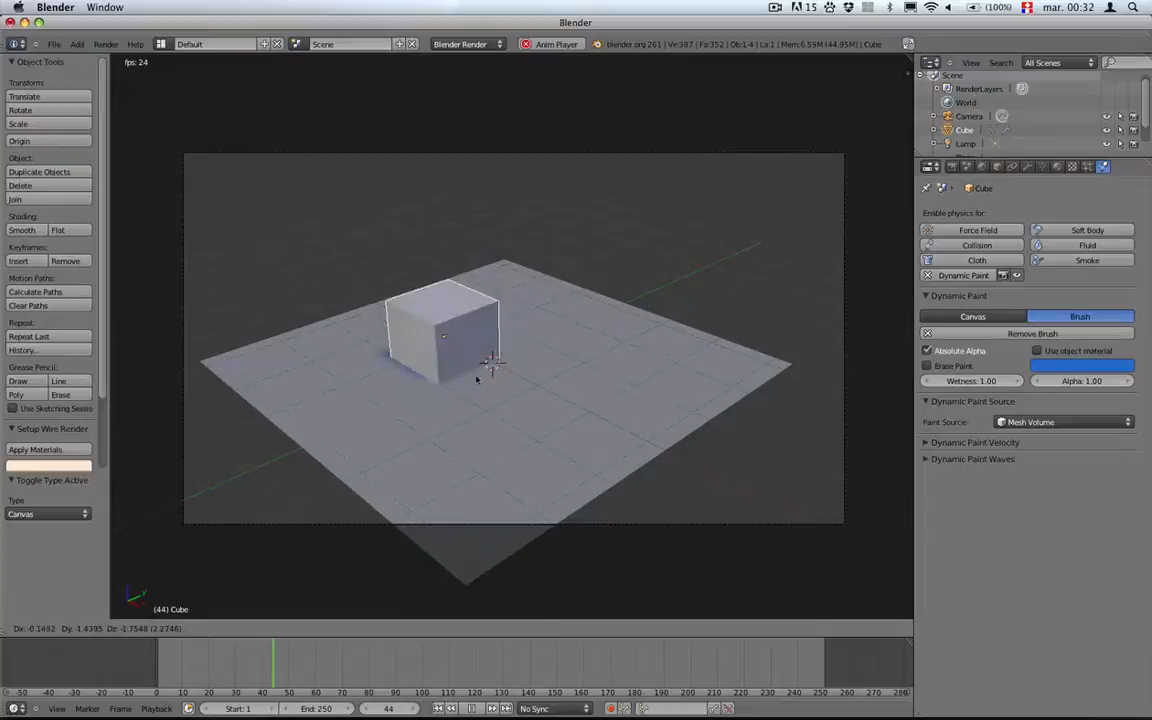 Blender Window 15 (100%) mar. 00:32
Blender
File Add Render Help Default Scene Blender Render Anim Player blender.org 261 | Ve:387 | Fa:352 | Ob:1-4 | La:1 | Mem:6.59M (44.95M) | Cube View Search All Scenes
Object Tools
Transform:
Translate
Rotate
Scale
Origin
Object:
Duplicate Objects
Delete
Join
Shading:
Smooth Flat
Keyframes:
Insert Remove
Motion Paths:
Calculate Paths
Clear Paths
Repeat:
Repeat Last
History...
Grease Pencil:
Draw Line
Poly Erase
Use Sketching Sessio
Setup Wire Render
Apply Materials
Toggle Type Active
Type
Canvas
fps: 24
(44) Cube
Dx: -0.1492 Dy: -1.4395 Dz: -1.7548 (2.2746)
Scene
RenderLayers
World
Camera
Cube
Lamp
Cube
Enable physics for:
Force Field Soft Body
Collision Fluid
Cloth Smoke
Dynamic Paint
Dynamic Paint
Canvas Brush
Remove Brush
Absolute Alpha Use object material
Erase Paint
Wetness: 1.00 Alpha: 1.00
Dynamic Paint Source
Paint Source: Mesh Volume
Dynamic Paint Velocity
Dynamic Paint Waves
-50 -40 -30 -20 -10 0 10 20 30 40 50 60 70 80 90 100 110 120 130 140 150 160 170 180 190 200 210 220 230 240 250 260 270 280
View Marker Frame Playback Start: 1 End: 250 44 No Sync